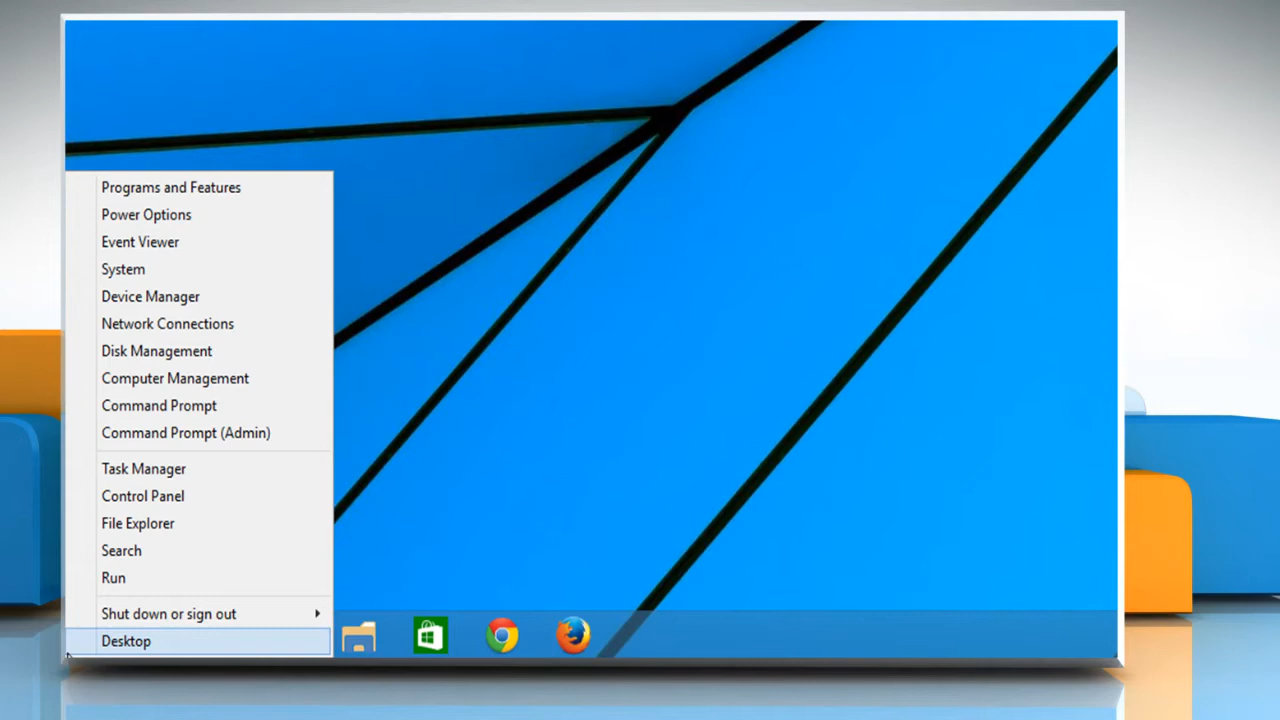 Programs and Features
Power Options
Event Viewer
System
Device Manager
Network Connections
Disk Management
Computer Management
Command Prompt
Command Prompt (Admin)
Task Manager
Control Panel
File Explorer
Search
Run
Shut down or sign out
Desktop